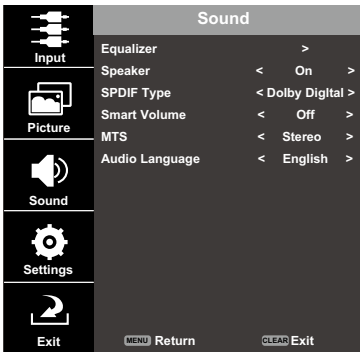 Sound
Input
Picture
Sound
Settings
Exit
Equalizer >
Speaker < On >
SPDIF Type < Dolby Digltal >
Smart Volume < Off >
MTS < Stereo >
Audio Language < English >
MENU Return CLEAR Exit